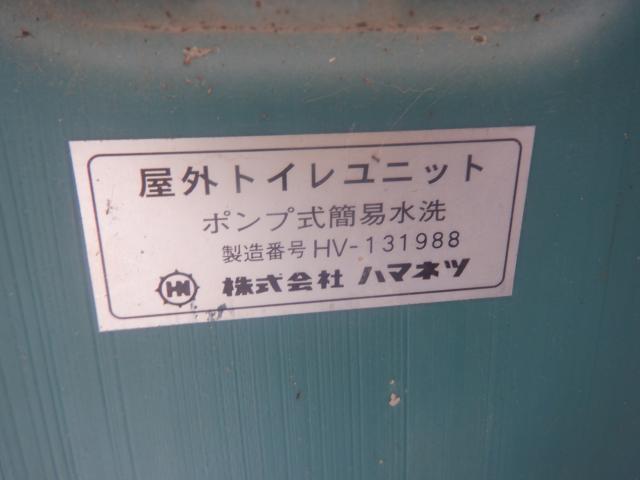 屋外トイレユニット
ポンプ式簡易水洗
製造番号 HV-131988
HN 株式会社 ハマネツ